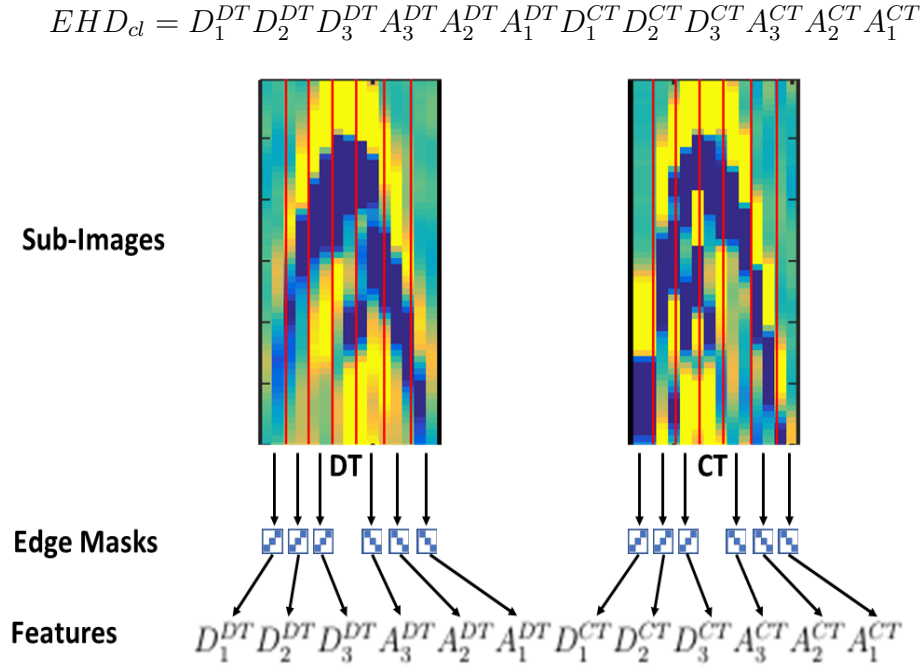 $EHD_{cl} = D_1^{DT} D_2^{DT} D_3^{DT} A_3^{DT} A_2^{DT} A_1^{DT} D_1^{CT} D_2^{CT} D_3^{CT} A_3^{CT} A_2^{CT} A_1^{CT}$
Sub-Images
DT CT
Edge Masks
Features $D_1^{DT} D_2^{DT} D_3^{DT} A_3^{DT} A_2^{DT} A_1^{DT} D_1^{CT} D_2^{CT} D_3^{CT} A_3^{CT} A_2^{CT} A_1^{CT}$